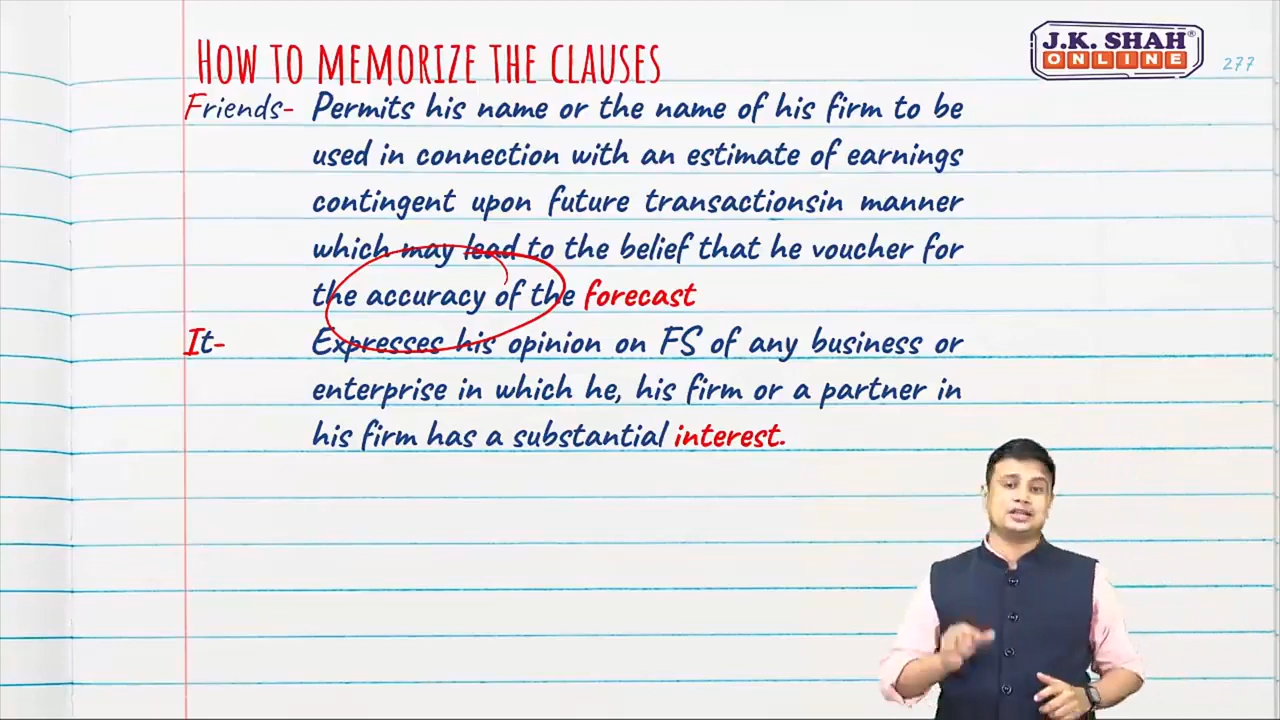 HOW TO MEMORIZE THE CLAUSES
J.K. SHAH®
ONLINE
277
Friends- Permits his name or the name of his firm to be
used in connection with an estimate of earnings
contingent upon future transactionsin manner
which may lead to the belief that he voucher for
the accuracy of the forecast
It- Expresses his opinion on FS of any business or
enterprise in which he, his firm or a partner in
his firm has a substantial interest.